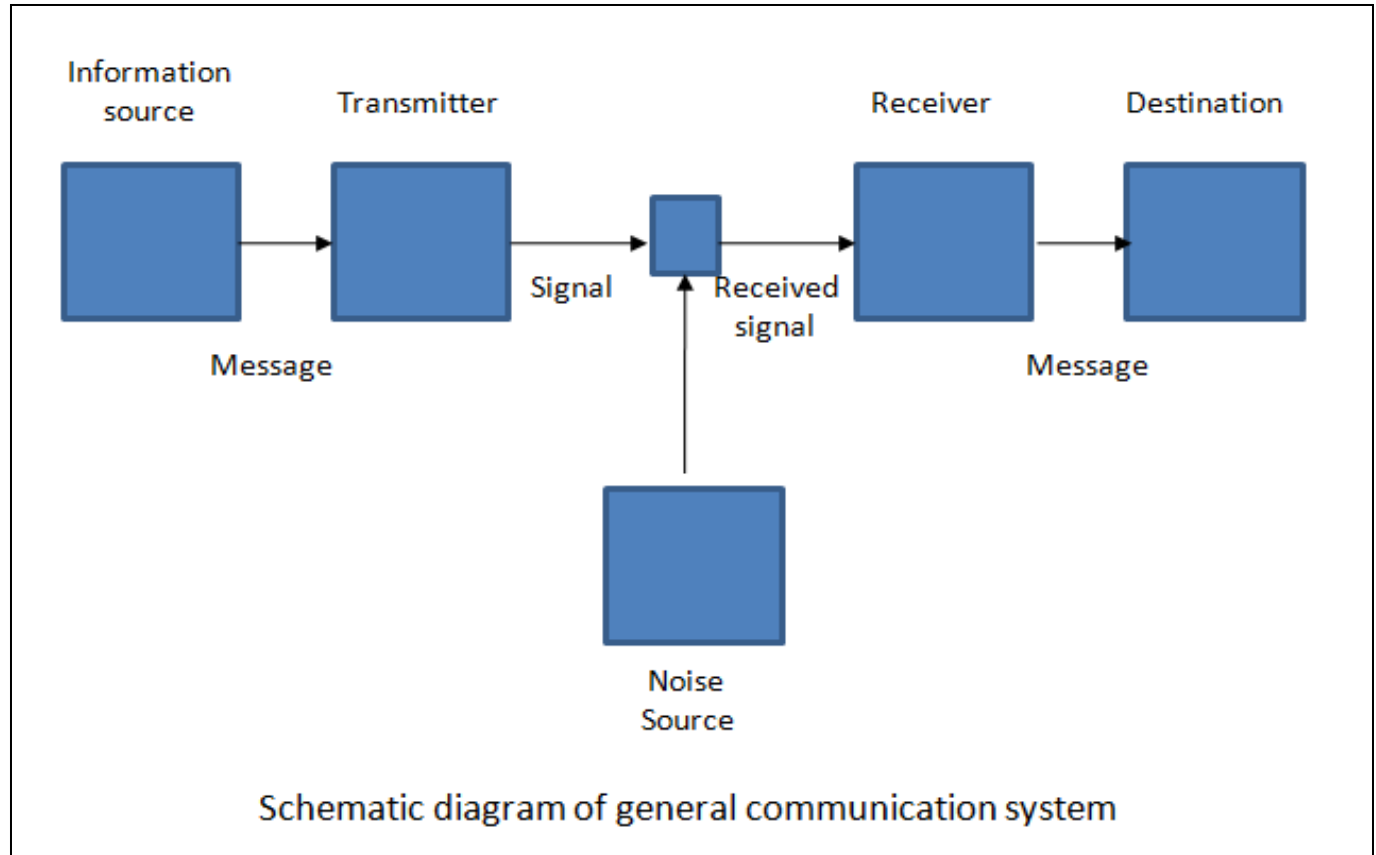 Information
source
Transmitter
Receiver
Destination
Signal
Received
signal
Message
Message
Noise
Source
Schematic diagram of general communication system